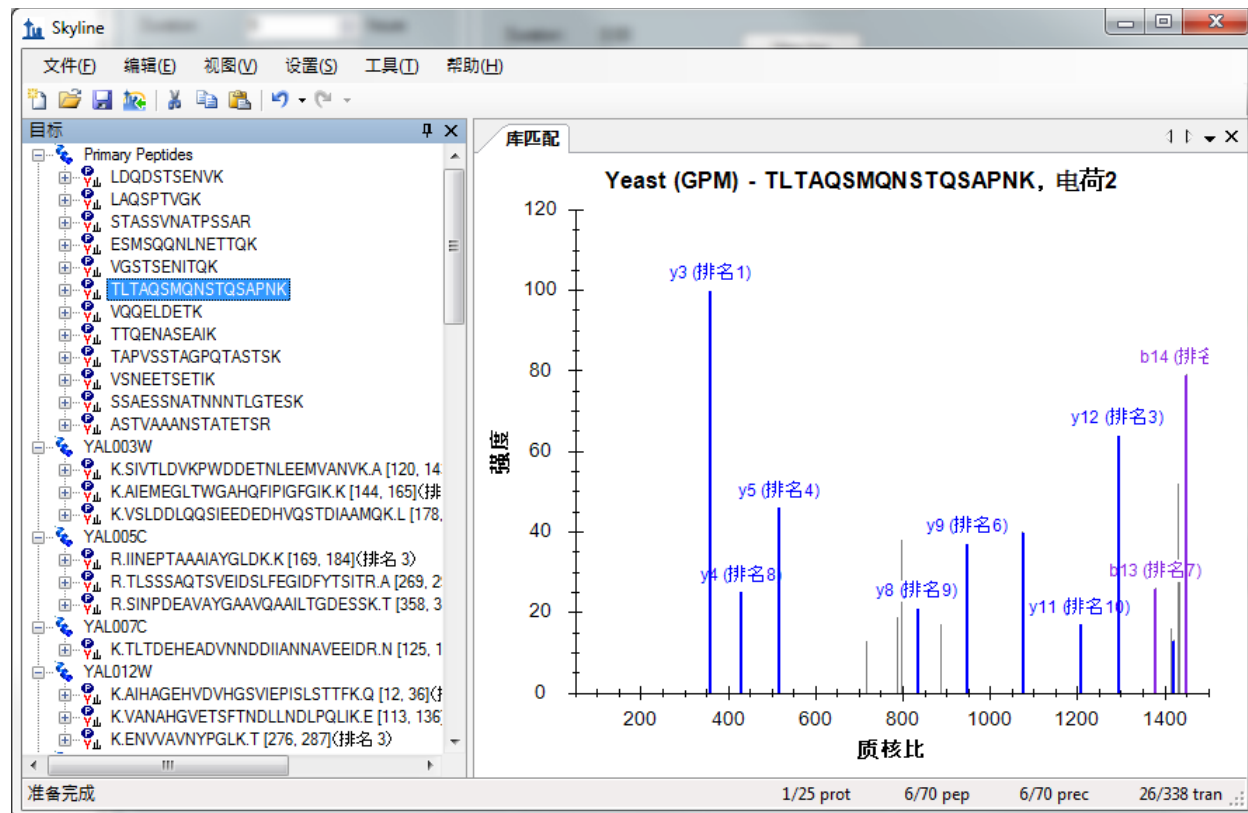 Skyline
文件(F) 编辑(E) 视图(V) 设置(S) 工具(T) 帮助(H)
目标
Primary Peptides
LDQDSTSENVK
LAQSPTVGK
STASSVNATPSSAR
ESMSQQNLNETTQK
VGSTSENITQK
TLTAQSMQNSTQSAPNK
VQQELDETK
TTQENASEAIK
TAPVSSTAGPQTASTSK
VSNEETSETIK
SSAESSNATNNNTLGTESK
ASTVAAANSTATETSR
YAL003W
K.SIVTLDVKPWDDETNLEEMVANVK.A [120, 14
K.AIEMEGLTWGAHQFIPIGFGIK.K [144, 165](排
K.VSLDDLQQSIEEDEDHVQSTDIAAMQK.L [178,
YAL005C
R.IINEPTAAAIAYGLDK.K [169, 184](排名 3)
R.TLSSSAQTSVEIDSLFEGIDFYTSITR.A [269, 2
R.SINPDEAVAYGAAVQAAILTGDESSK.T [358, 3
YAL007C
K.TLTDEHEADVNNDDIIANNAVEEIDR.N [125, 1
YAL012W
K.AIHAGEHVDVHGSVIEPISLSTTFK.Q [12, 36](
K.VANAHGVETSFTNDLLNDLPQLIK.E [113, 136
K.ENVVAVNYPGLK.T [276, 287](排名 3)
库匹配
Yeast (GPM) - TLTAQSMQNSTQSAPNK, 电荷2
120
100
80
60
40
20
0
强度
y3 (排名1)
b14 (排
y12 (排名3)
y5 (排名4)
y9 (排名6)
y4 (排名8)
b13 (排名7)
y8 (排名9)
y11 (排名10)
200 400 600 800 1000 1200 1400
质核比
准备完成
1/25 prot 6/70 pep 6/70 prec 26/338 tran